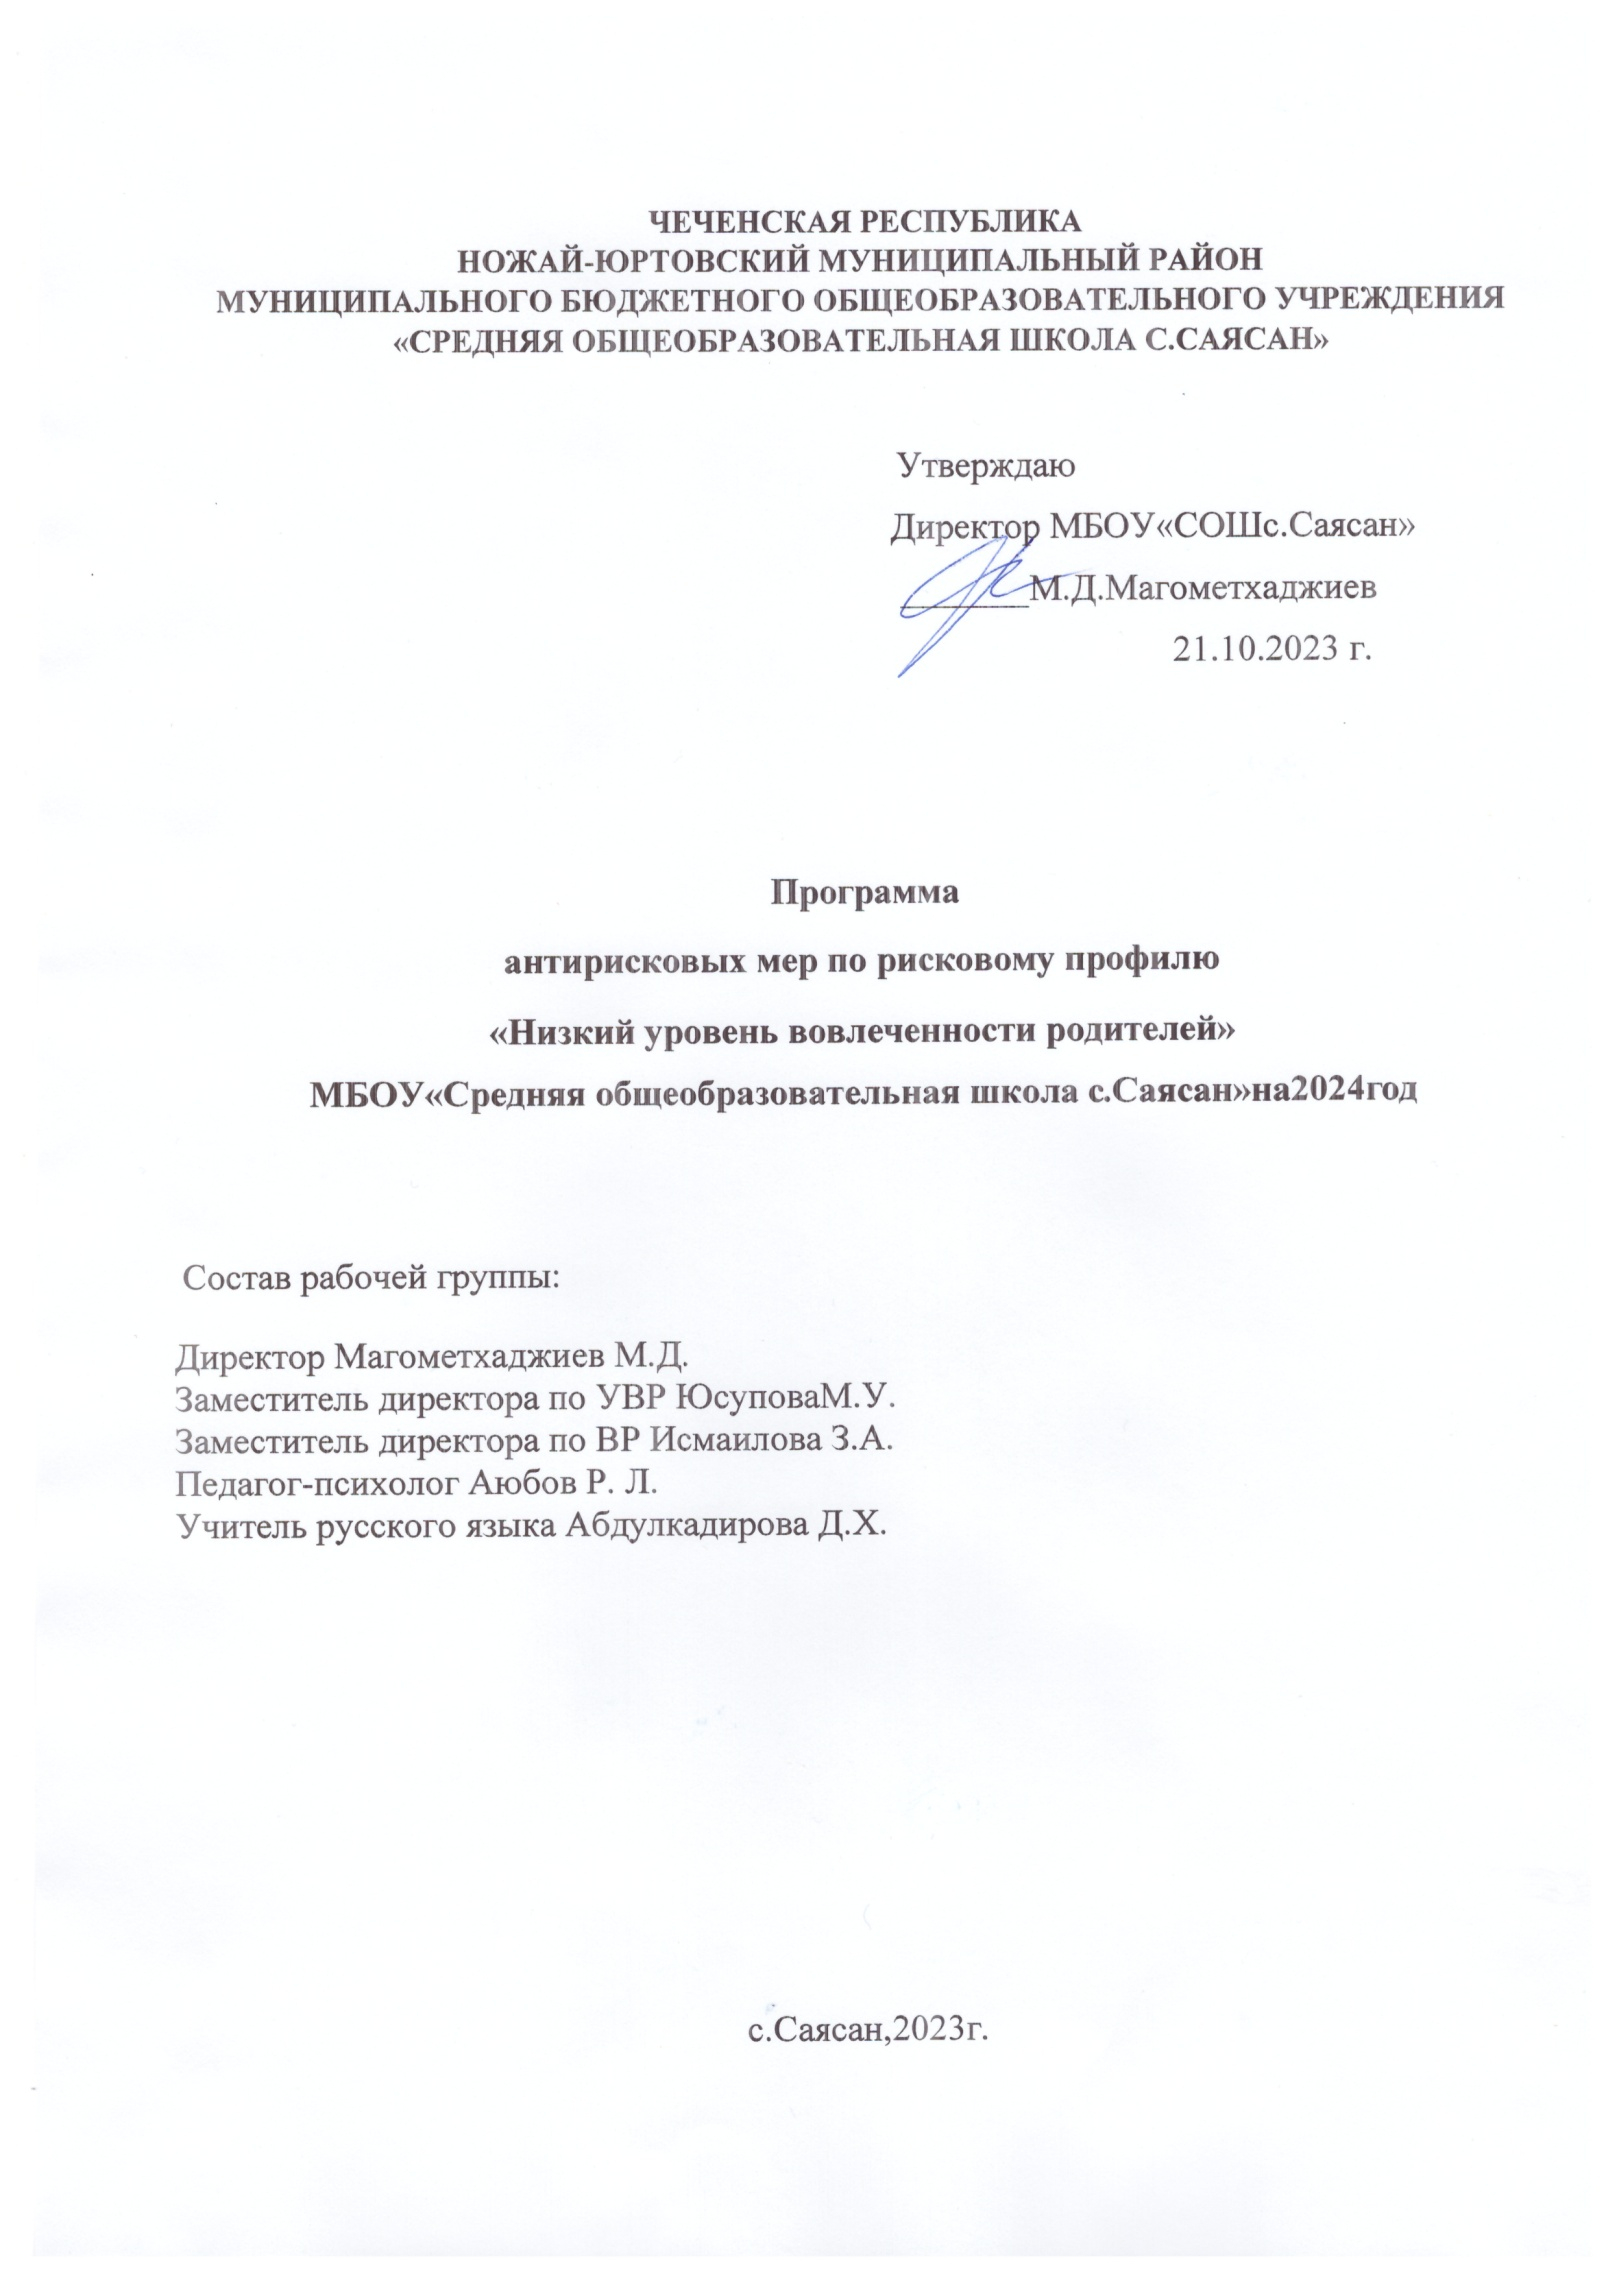 ЧЕЧЕНСКАЯ РЕСПУБЛИКА
НОЖАЙ-ЮРТОВСКИЙ МУНИЦИПАЛЬНЫЙ РАЙОН
МУНИЦИПАЛЬНОГО БЮДЖЕТНОГО ОБЩЕОБРАЗОВАТЕЛЬНОГО УЧРЕЖДЕНИЯ
«СРЕДНЯЯ ОБЩЕОБРАЗОВАТЕЛЬНАЯ ШКОЛА С.САЯСАН»
Утверждаю
Директор МБОУ«СОШс.Саясан»
_______М.Д.Магометхаджиев
21.10.2023 г.
Программа
антирисковых мер по рисковому профилю
«Низкий уровень вовлеченности родителей»
МБОУ«Средняя общеобразовательная школа с.Саясан»на2024год
Состав рабочей группы:
Директор Магометхаджиев М.Д.
Заместитель директора по УВР ЮсуповаМ.У.
Заместитель директора по ВР Исмаилова З.А.
Педагог-психолог Аюбов Р. Л.
Учитель русского языка Абдулкадирова Д.Х.
с.Саясан,2023г.